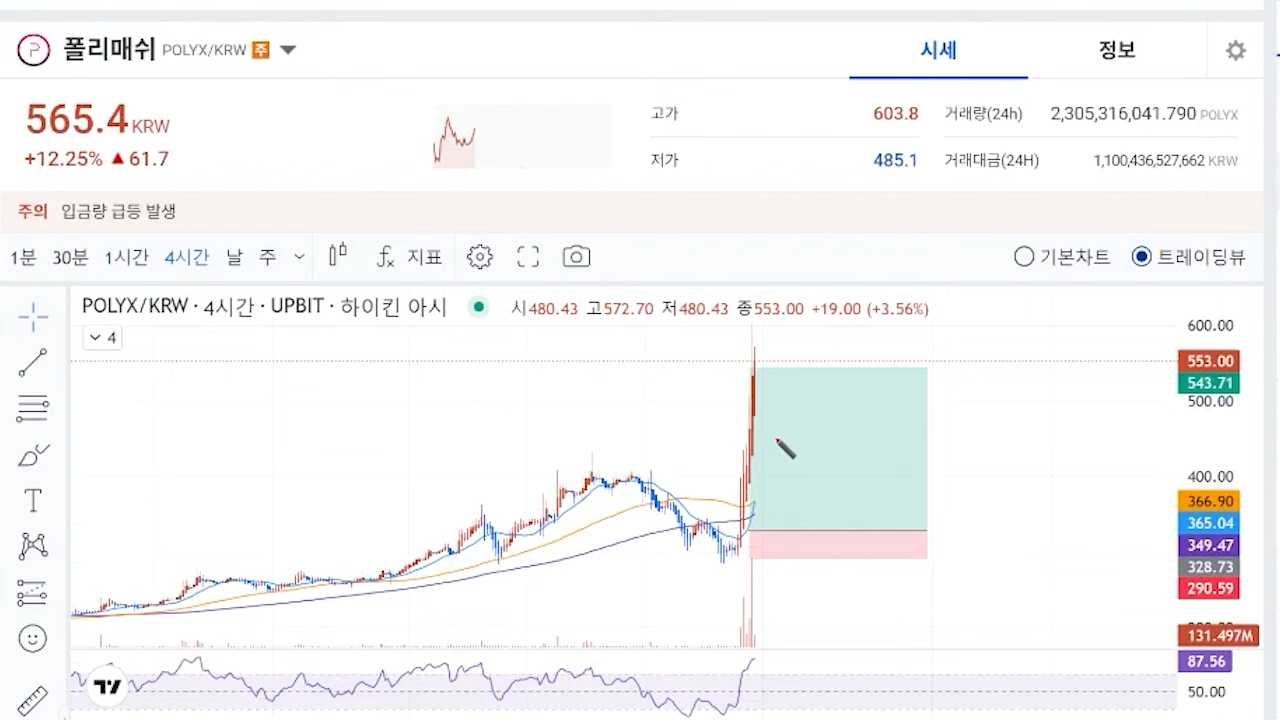 폴리매쉬 POLYX/KRW 주
시세
정보
565.4 KRW
+12.25% ▲ 61.7
고가 603.8
저가 485.1
거래량(24h) 2,305,316,041.790 POLYX
거래대금(24H) 1,100,436,527,662 KRW
주의 입금량 급등 발생
1분 30분 1시간 4시간 날 주 fx 지표
기본차트 트레이딩뷰
POLYX/KRW · 4시간 · UPBIT · 하이킨 아시 시480.43 고572.70 저480.43 종553.00 +19.00 (+3.56%)
4
600.00
553.00
543.71
500.00
400.00
366.90
365.04
349.47
328.73
290.59
131.497M
87.56
50.00
T